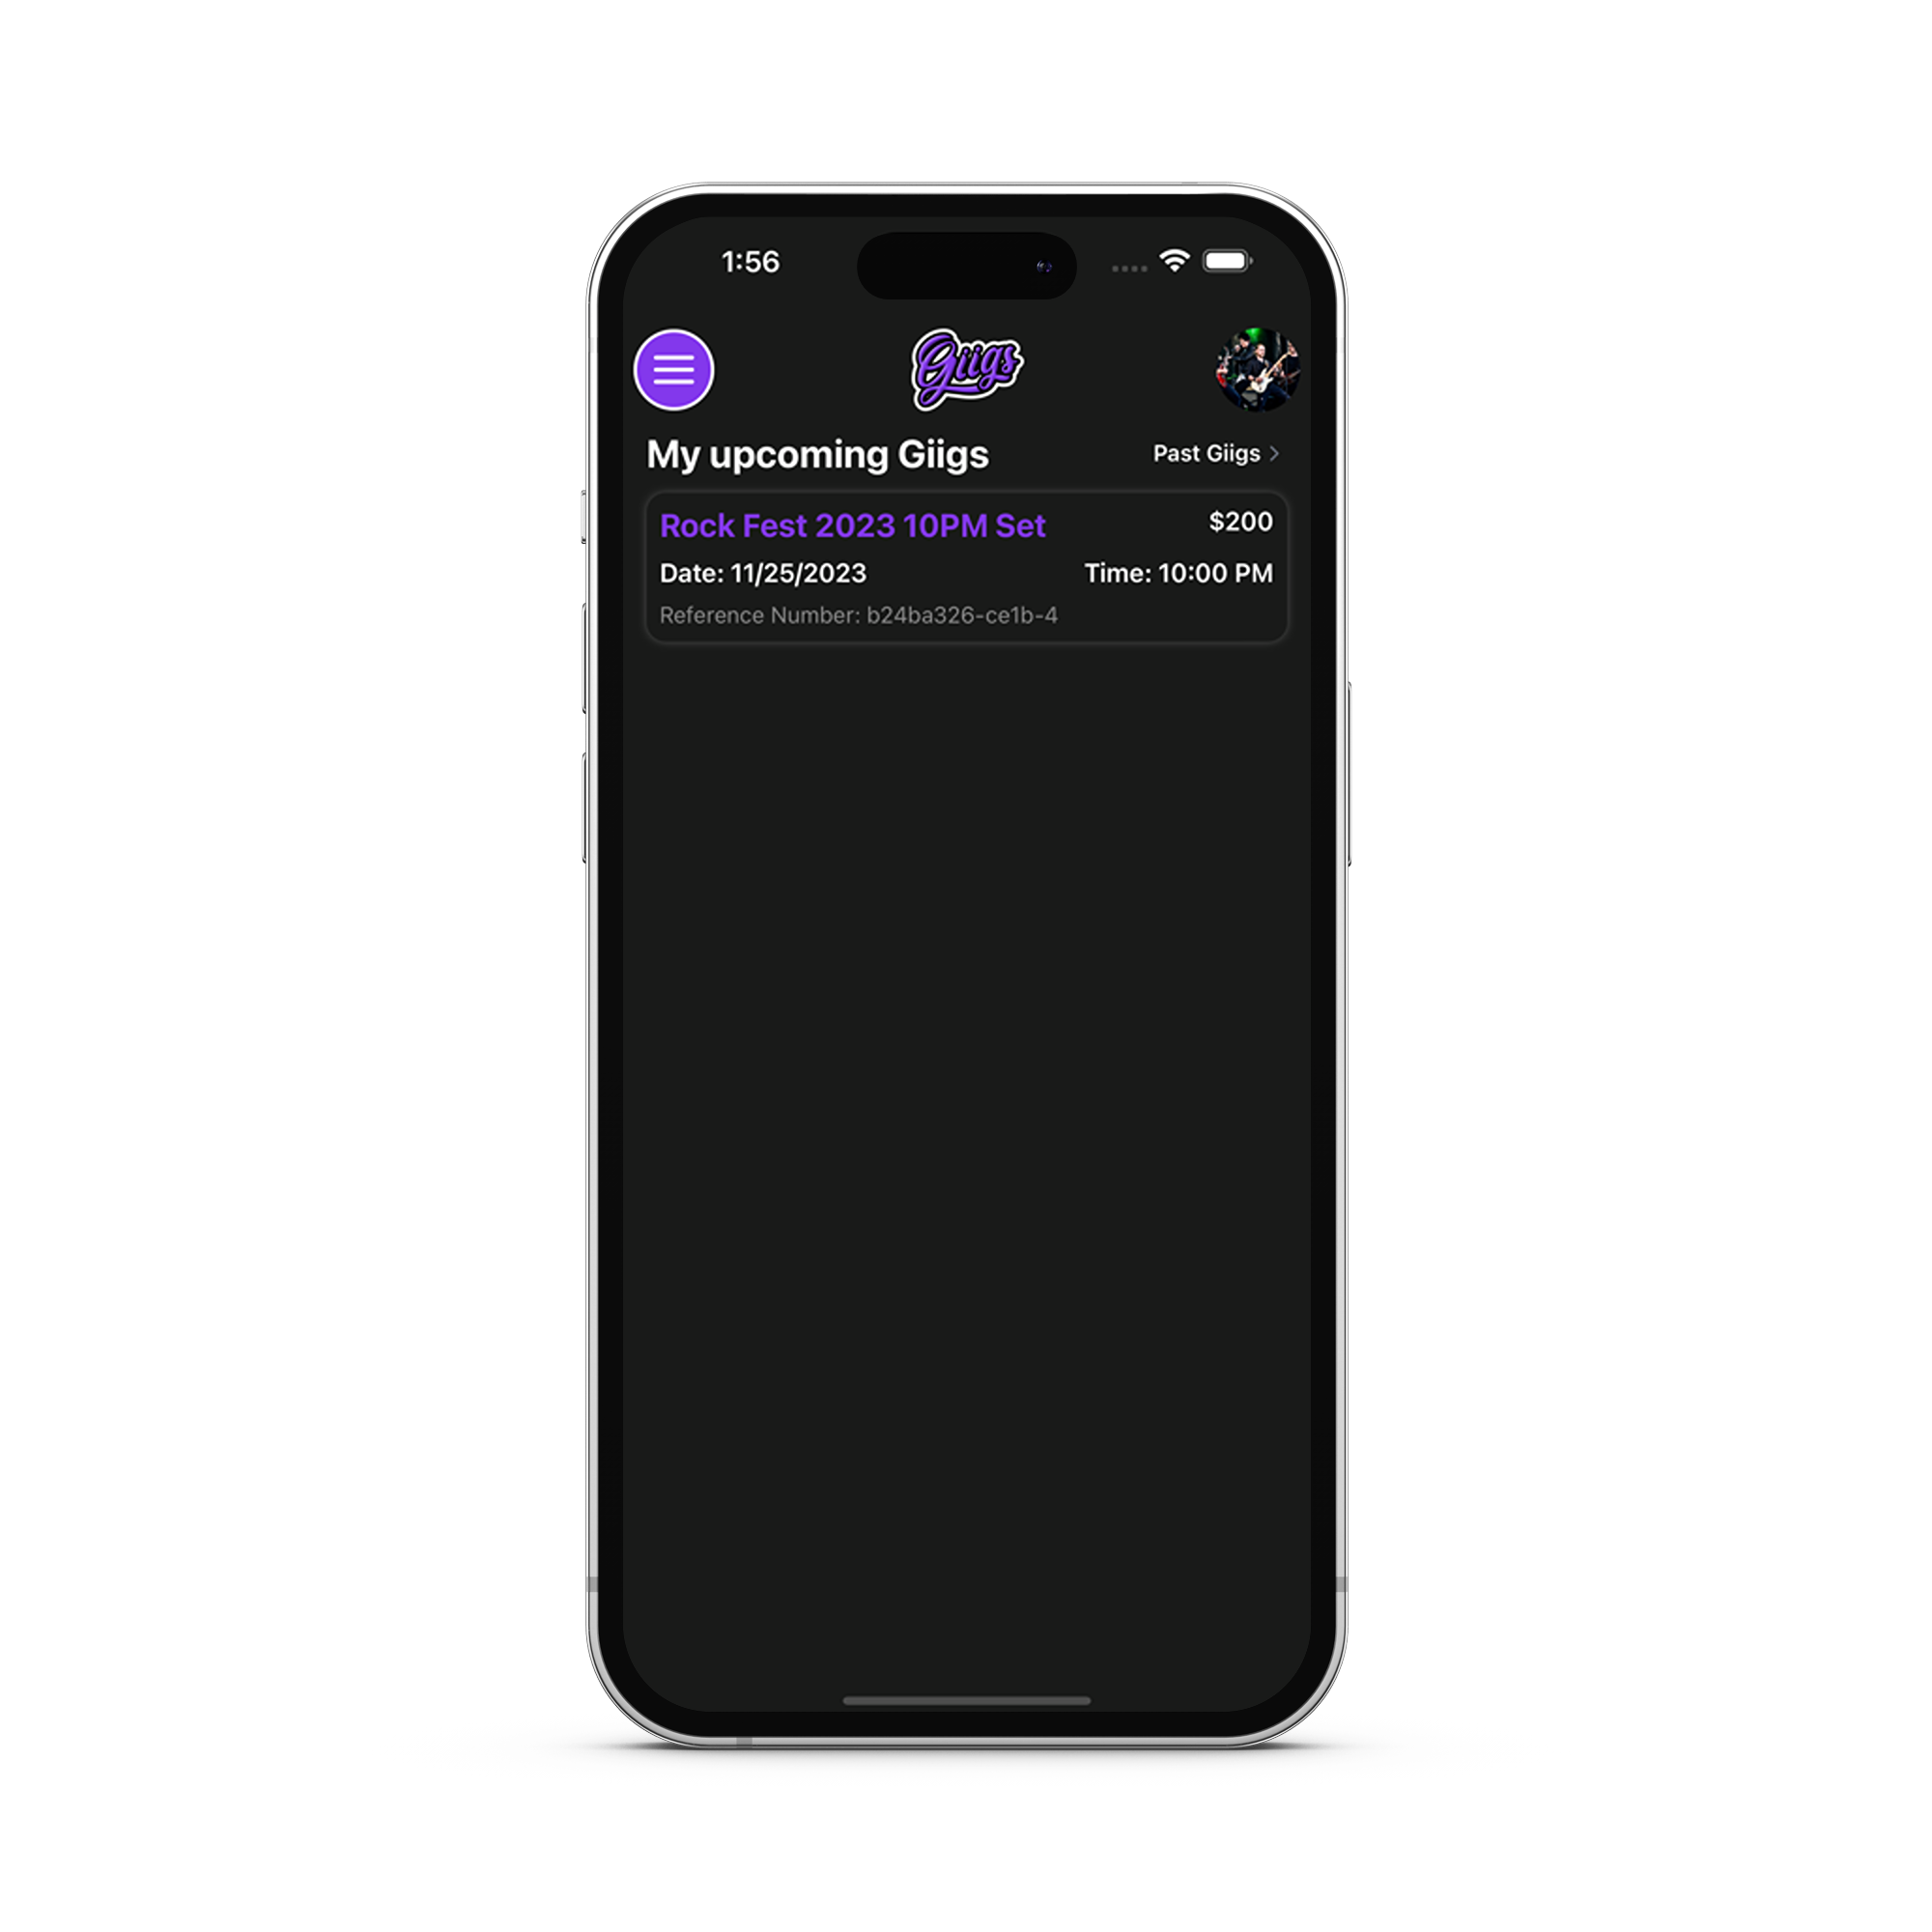 1:56
Giigs
My upcoming Giigs
Past Giigs
Rock Fest 2023 10PM Set
$200
Date: 11/25/2023
Time: 10:00 PM
Reference Number: b24ba326-ce1b-4